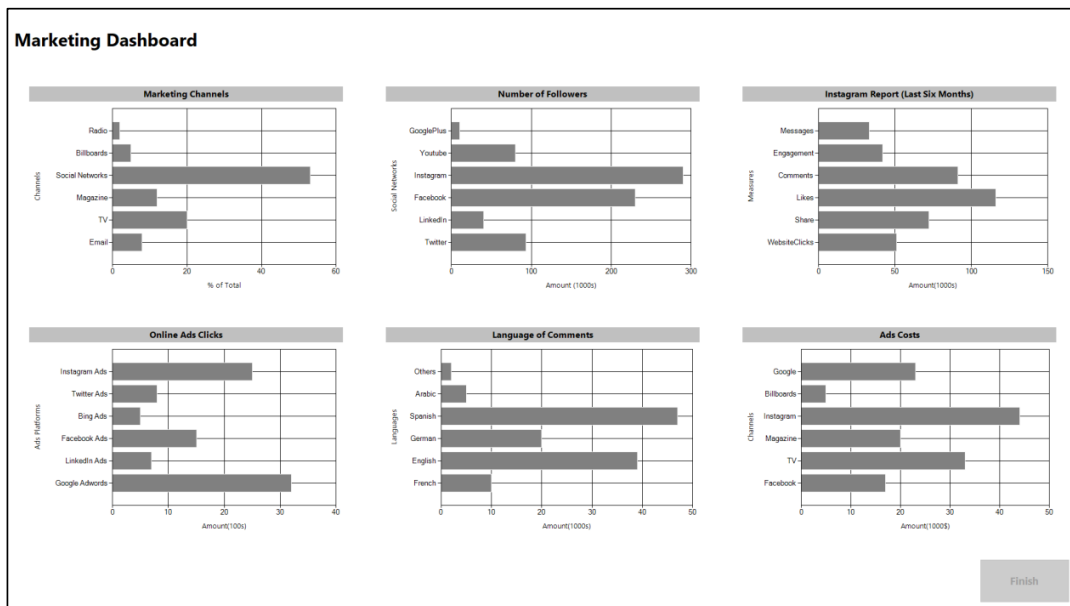 Marketing Dashboard
Marketing Channels
Channels
Radio
Billboards
Social Networks
Magazine
TV
Email
0 20 40 60
% of Total
Number of Followers
Social Networks
GooglePlus
Youtube
Instagram
Facebook
LinkedIn
Twitter
0 100 200 300
Amount (1000s)
Instagram Report (Last Six Months)
Measures
Messages
Engagement
Comments
Likes
Share
WebsiteClicks
0 50 100 150
Amount(1000s)
Online Ads Clicks
Ads Platforms
Instagram Ads
Twitter Ads
Bing Ads
Facebook Ads
LinkedIn Ads
Google Adwords
0 10 20 30 40
Amount(100s)
Language of Comments
Languages
Others
Arabic
Spanish
German
English
French
0 10 20 30 40 50
Amount(1000s)
Ads Costs
Channels
Google
Billboards
Instagram
Magazine
TV
Facebook
0 10 20 30 40 50
Amount(1000$)
Finish